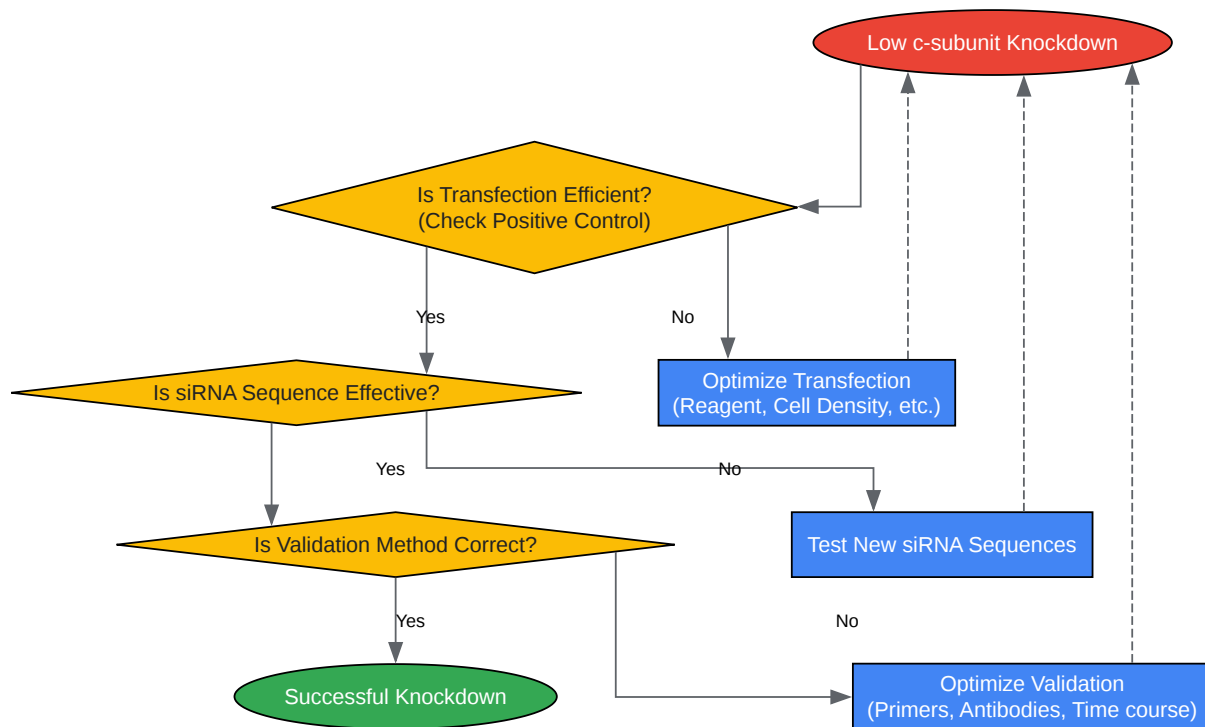 Low c-subunit Knockdown
Is Transfection Efficient?
(Check Positive Control)
Yes
No
Is siRNA Sequence Effective?
Optimize Transfection
(Reagent, Cell Density, etc.)
Yes
No
Is Validation Method Correct?
Test New siRNA Sequences
Yes
No
Successful Knockdown
Optimize Validation
(Primers, Antibodies, Time course)